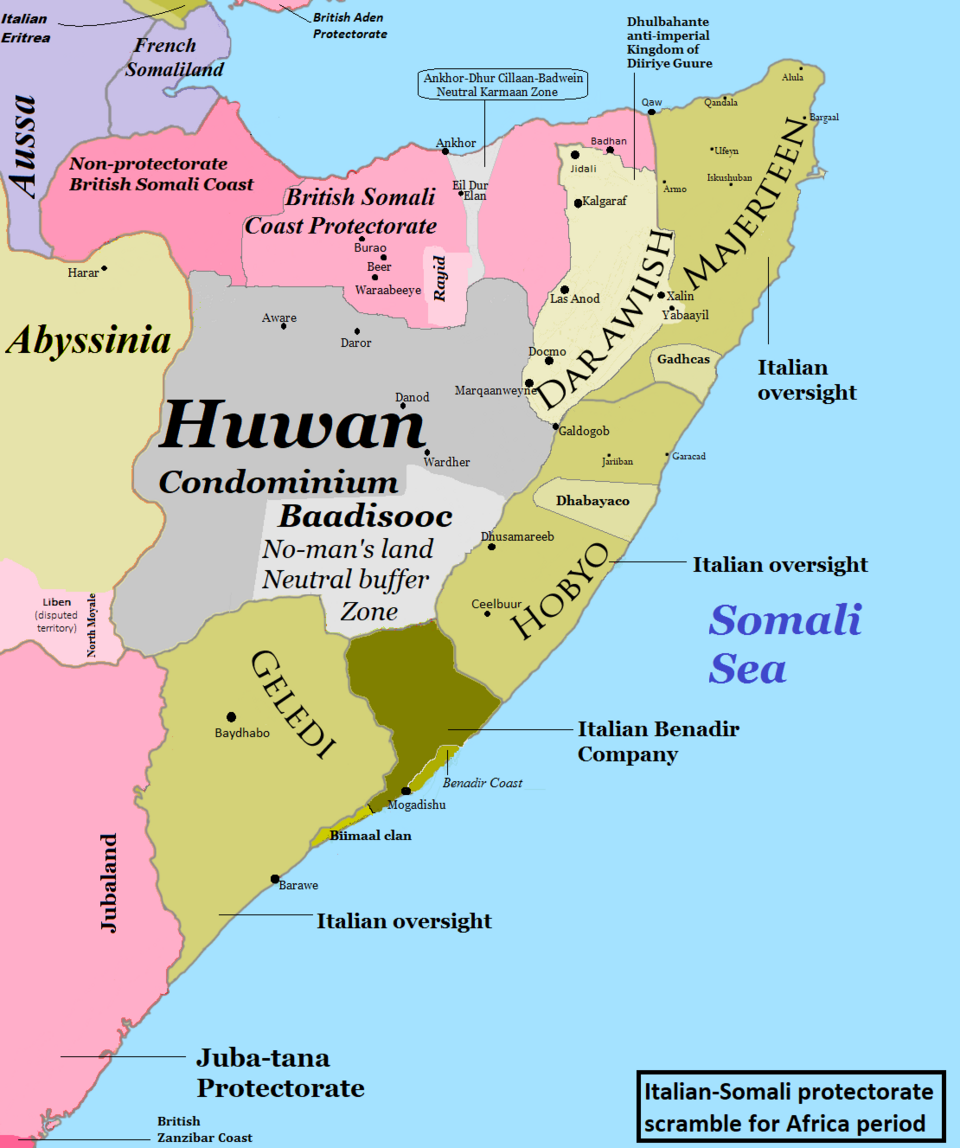 Italian
Eritrea
British Aden
Protectorate
French
Somaliland
Dhulbahante
anti-imperial
Kingdom of
Diiriye Guure
Aussa
Ankhor-Dhur Cillaan-Badwein
Neutral Karmaan Zone
Alula
Qaw
Qandala
Bargaal
Non-protectorate
British Somali Coast
Ankhor
Badhan
Jidali
Ufeyn
Iskushuban
Armo
MAJERTEEN
Eil Dur
Elan
British Somali
Coast Protectorate
Kalgaraf
Burao
Beer
Waraabeeye
Rayid
DARAWIISH
Harar
Las Anod
Xalin
Yabaayil
Abyssinia
Aware
Daror
Docmo
Gadhcas
Italian
oversight
Marqaanweyne
Danod
Huwan
Condominium
Galdogob
Wardher
Jariiban
Garacad
Baadisooc
No-man's land
Neutral buffer
Zone
Dhabayaco
Dhusamareeb
HOBYO
Italian oversight
Ceelbuur
Liben
(disputed
territory)
North Moyale
Somali
Sea
GELEDI
Baydhabo
Italian Benadir
Company
Benadir Coast
Mogadishu
Biimaal clan
Jubaland
Barawe
Italian oversight
Juba-tana
Protectorate
British
Zanzibar Coast
Italian-Somali protectorate
scramble for Africa period